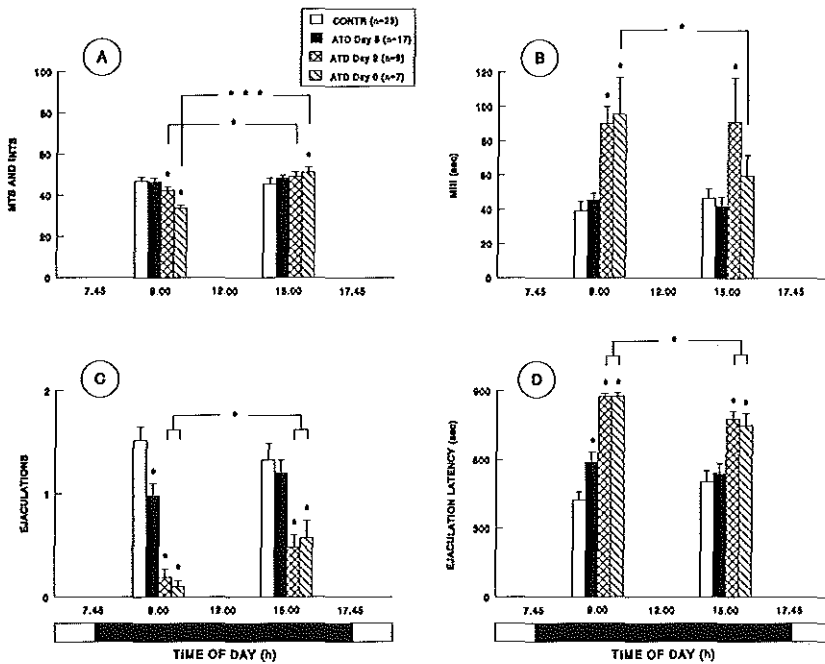 CONTR (n=23)
ATD Day 5 (n=17)
ATD Day 2 (n=9)
ATD Day 0 (n=7)
A
MTS AND INTS
100
80
60
40
20
0
* * *
*
* *
*
7.45 9.00 12.00 15.00 17.45
B
MIII (sec)
120
100
80
60
40
20
0
*
* *
*
7.45 9.00 12.00 15.00 17.45
C
EJACULATIONS
2
1
0
*
* * *
* *
7.45 9.00 12.00 15.00 17.45
TIME OF DAY (h)
D
EJACULATION LATENCY (sec)
900
600
300
0
*
* * *
* *
7.45 9.00 12.00 15.00 17.45
TIME OF DAY (h)